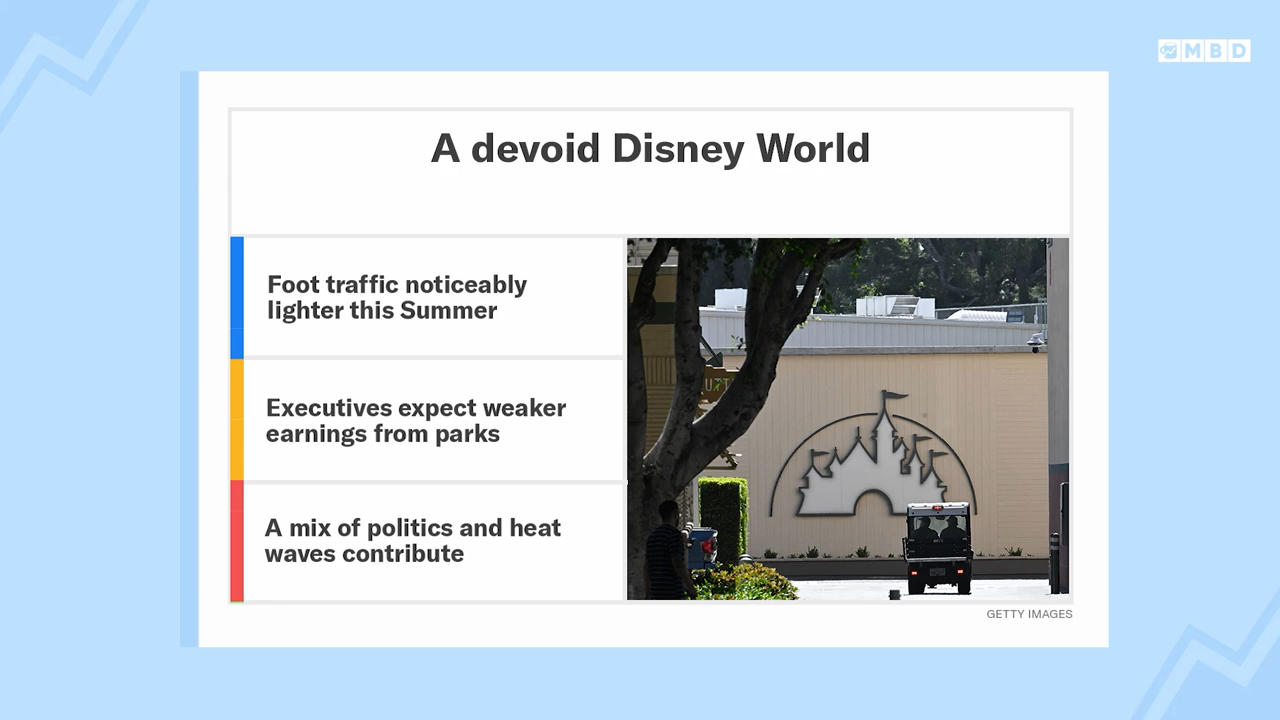 MBD
A devoid Disney World
Foot traffic noticeably
lighter this Summer
Executives expect weaker
earnings from parks
A mix of politics and heat
waves contribute
GETTY IMAGES